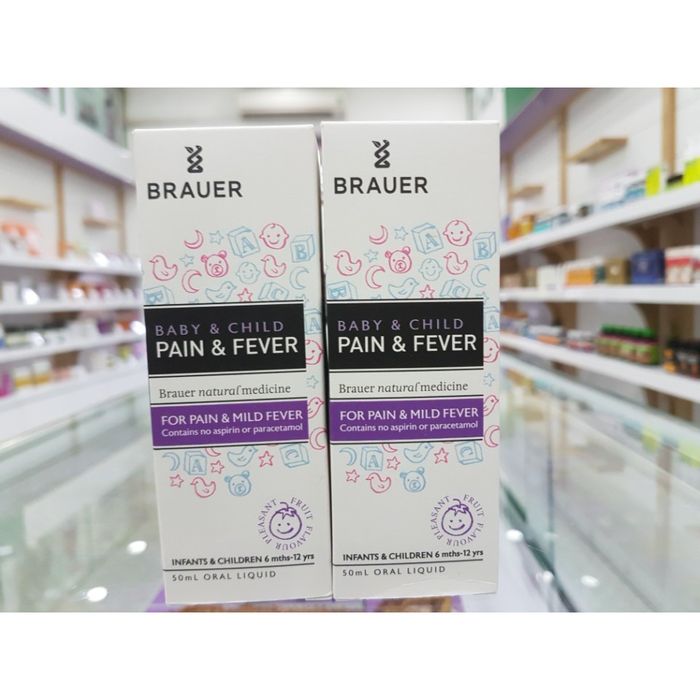 BRAUER
BABY & CHILD
PAIN & FEVER
Brauer natural medicine
FOR PAIN & MILD FEVER
Contains no aspirin or paracetamol
PLEASANT FRUIT FLAVOUR
INFANTS & CHILDREN 6 mths-12 yrs
50mL ORAL LIQUID
BRAUER
BABY & CHILD
PAIN & FEVER
Brauer natural medicine
FOR PAIN & MILD FEVER
Contains no aspirin or paracetamol
PLEASANT FRUIT FLAVOUR
INFANTS & CHILDREN 6 mths-12 yrs
50mL ORAL LIQUID